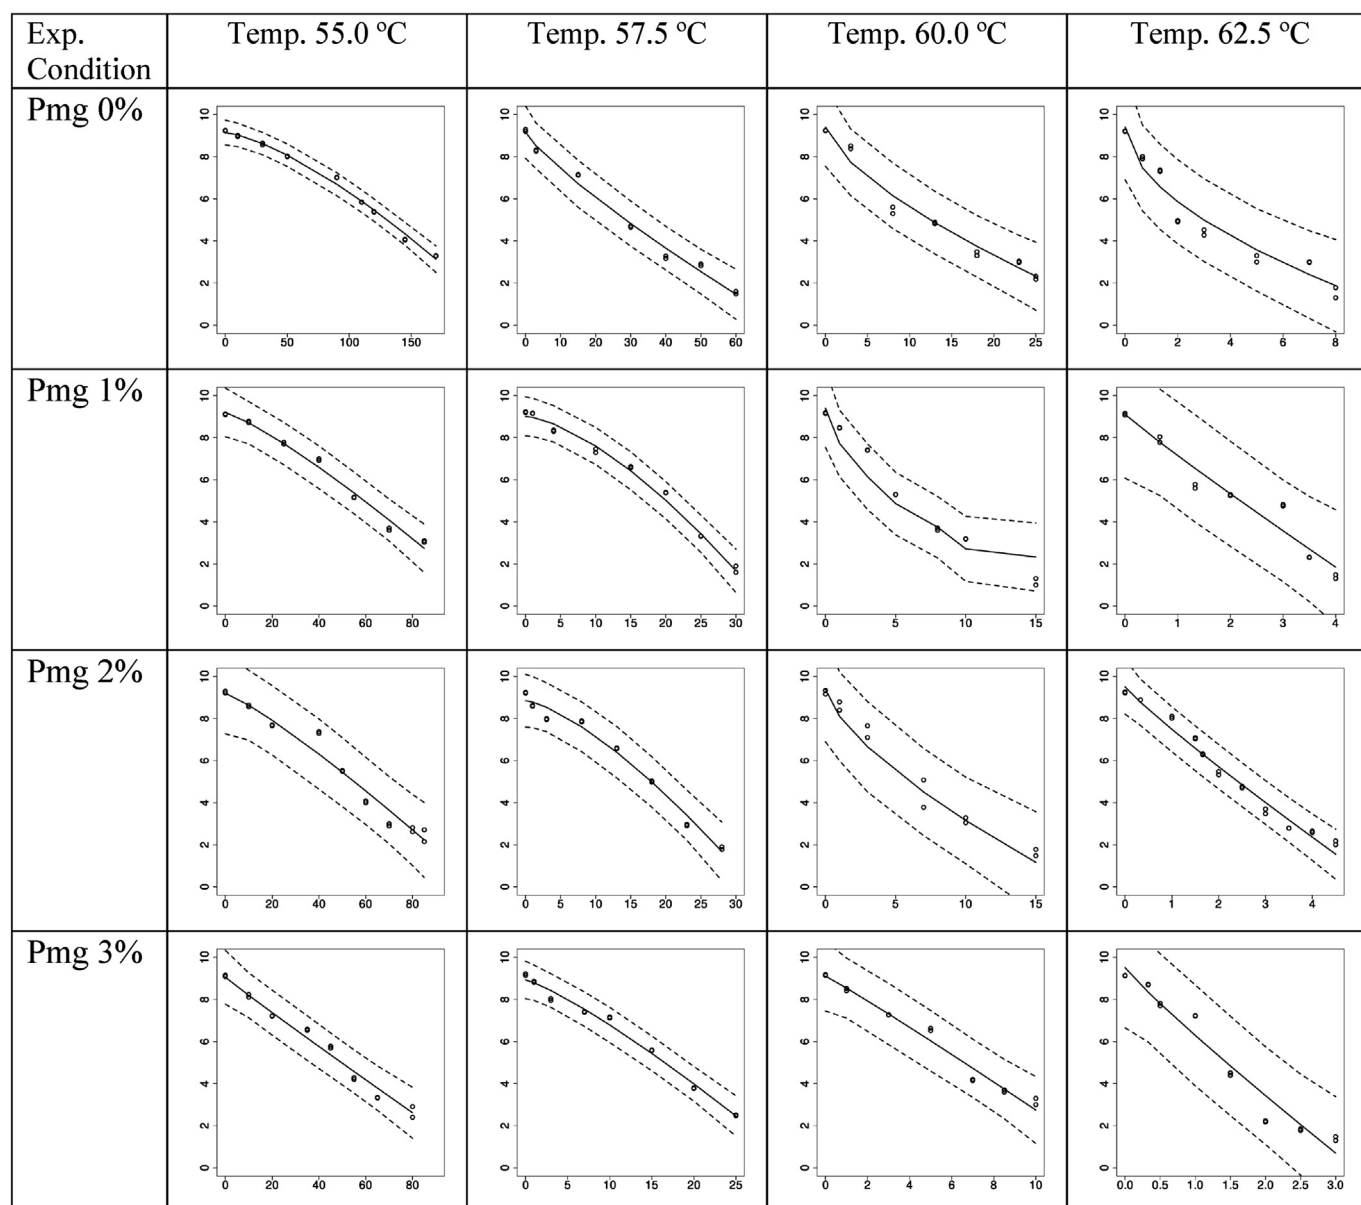 Exp. Condition
Temp. 55.0 ºC
Temp. 57.5 ºC
Temp. 60.0 ºC
Temp. 62.5 ºC
Pmg 0%
0 2 4 6 8 10
0 50 100 150
0 2 4 6 8 10
0 10 20 30 40 50 60
0 2 4 6 8 10
0 5 10 15 20 25
0 2 4 6 8 10
0 2 4 6 8
Pmg 1%
0 2 4 6 8 10
0 20 40 60 80
0 2 4 6 8 10
0 5 10 15 20 25 30
0 2 4 6 8 10
0 5 10 15
0 2 4 6 8 10
0 1 2 3 4
Pmg 2%
0 2 4 6 8 10
0 20 40 60 80
0 2 4 6 8 10
0 5 10 15 20 25 30
0 2 4 6 8 10
0 5 10 15
0 2 4 6 8 10
0 1 2 3 4
Pmg 3%
0 2 4 6 8 10
0 20 40 60 80
0 2 4 6 8 10
0 5 10 15 20 25
0 2 4 6 8 10
0 2 4 6 8 10
0 2 4 6 8 10
0.0 0.5 1.0 1.5 2.0 2.5 3.0